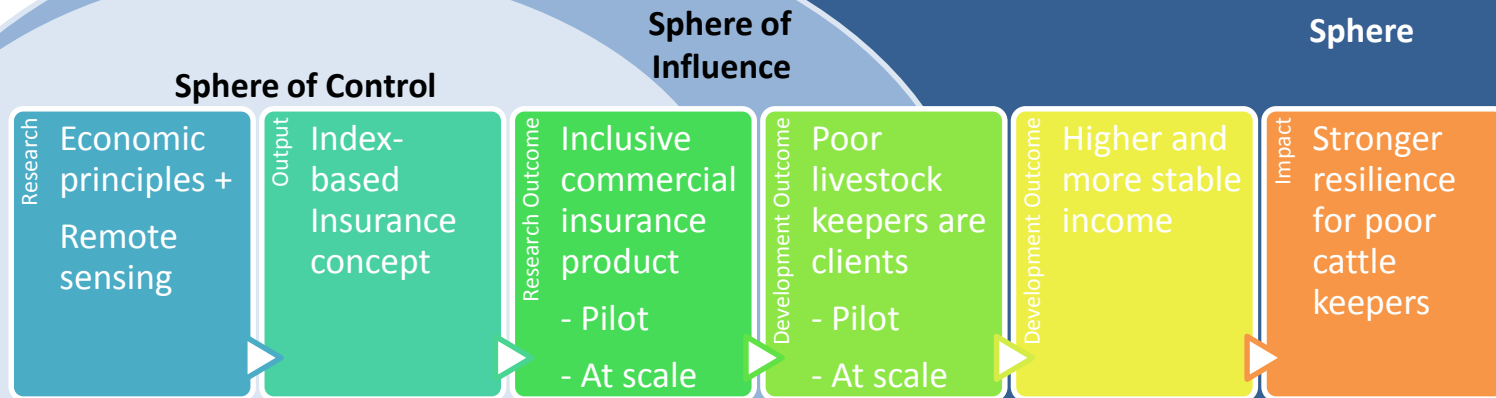 Sphere of
Influence
Sphere
Sphere of Control
Research
Economic
principles +
Remote
sensing
Output
Index-
based
Insurance
concept
Research Outcome
Inclusive
commercial
insurance
product
- Pilot
- At scale
Development Outcome
Poor
livestock
keepers are
clients
- Pilot
- At scale
Development Outcome
Higher and
more stable
income
Impact
Stronger
resilience
for poor
cattle
keepers